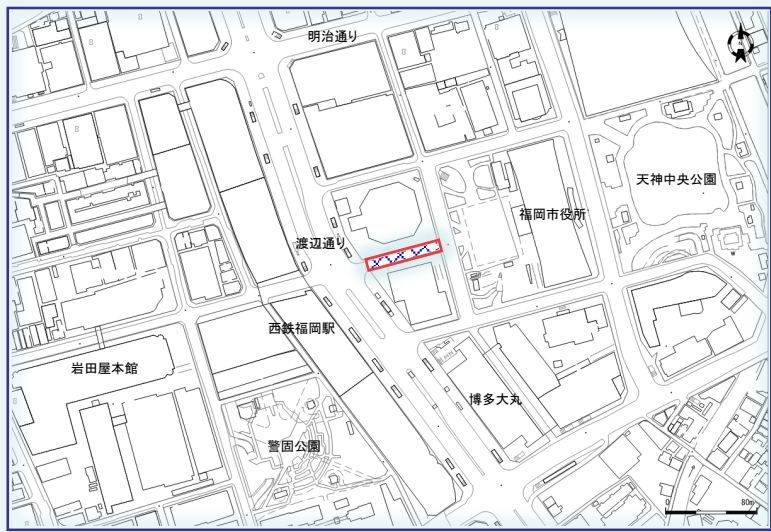 明治通り
N
天神中央公園
福岡市役所
渡辺通り
西鉄福岡駅
岩田屋本館
博多大丸
警固公園
0 80m